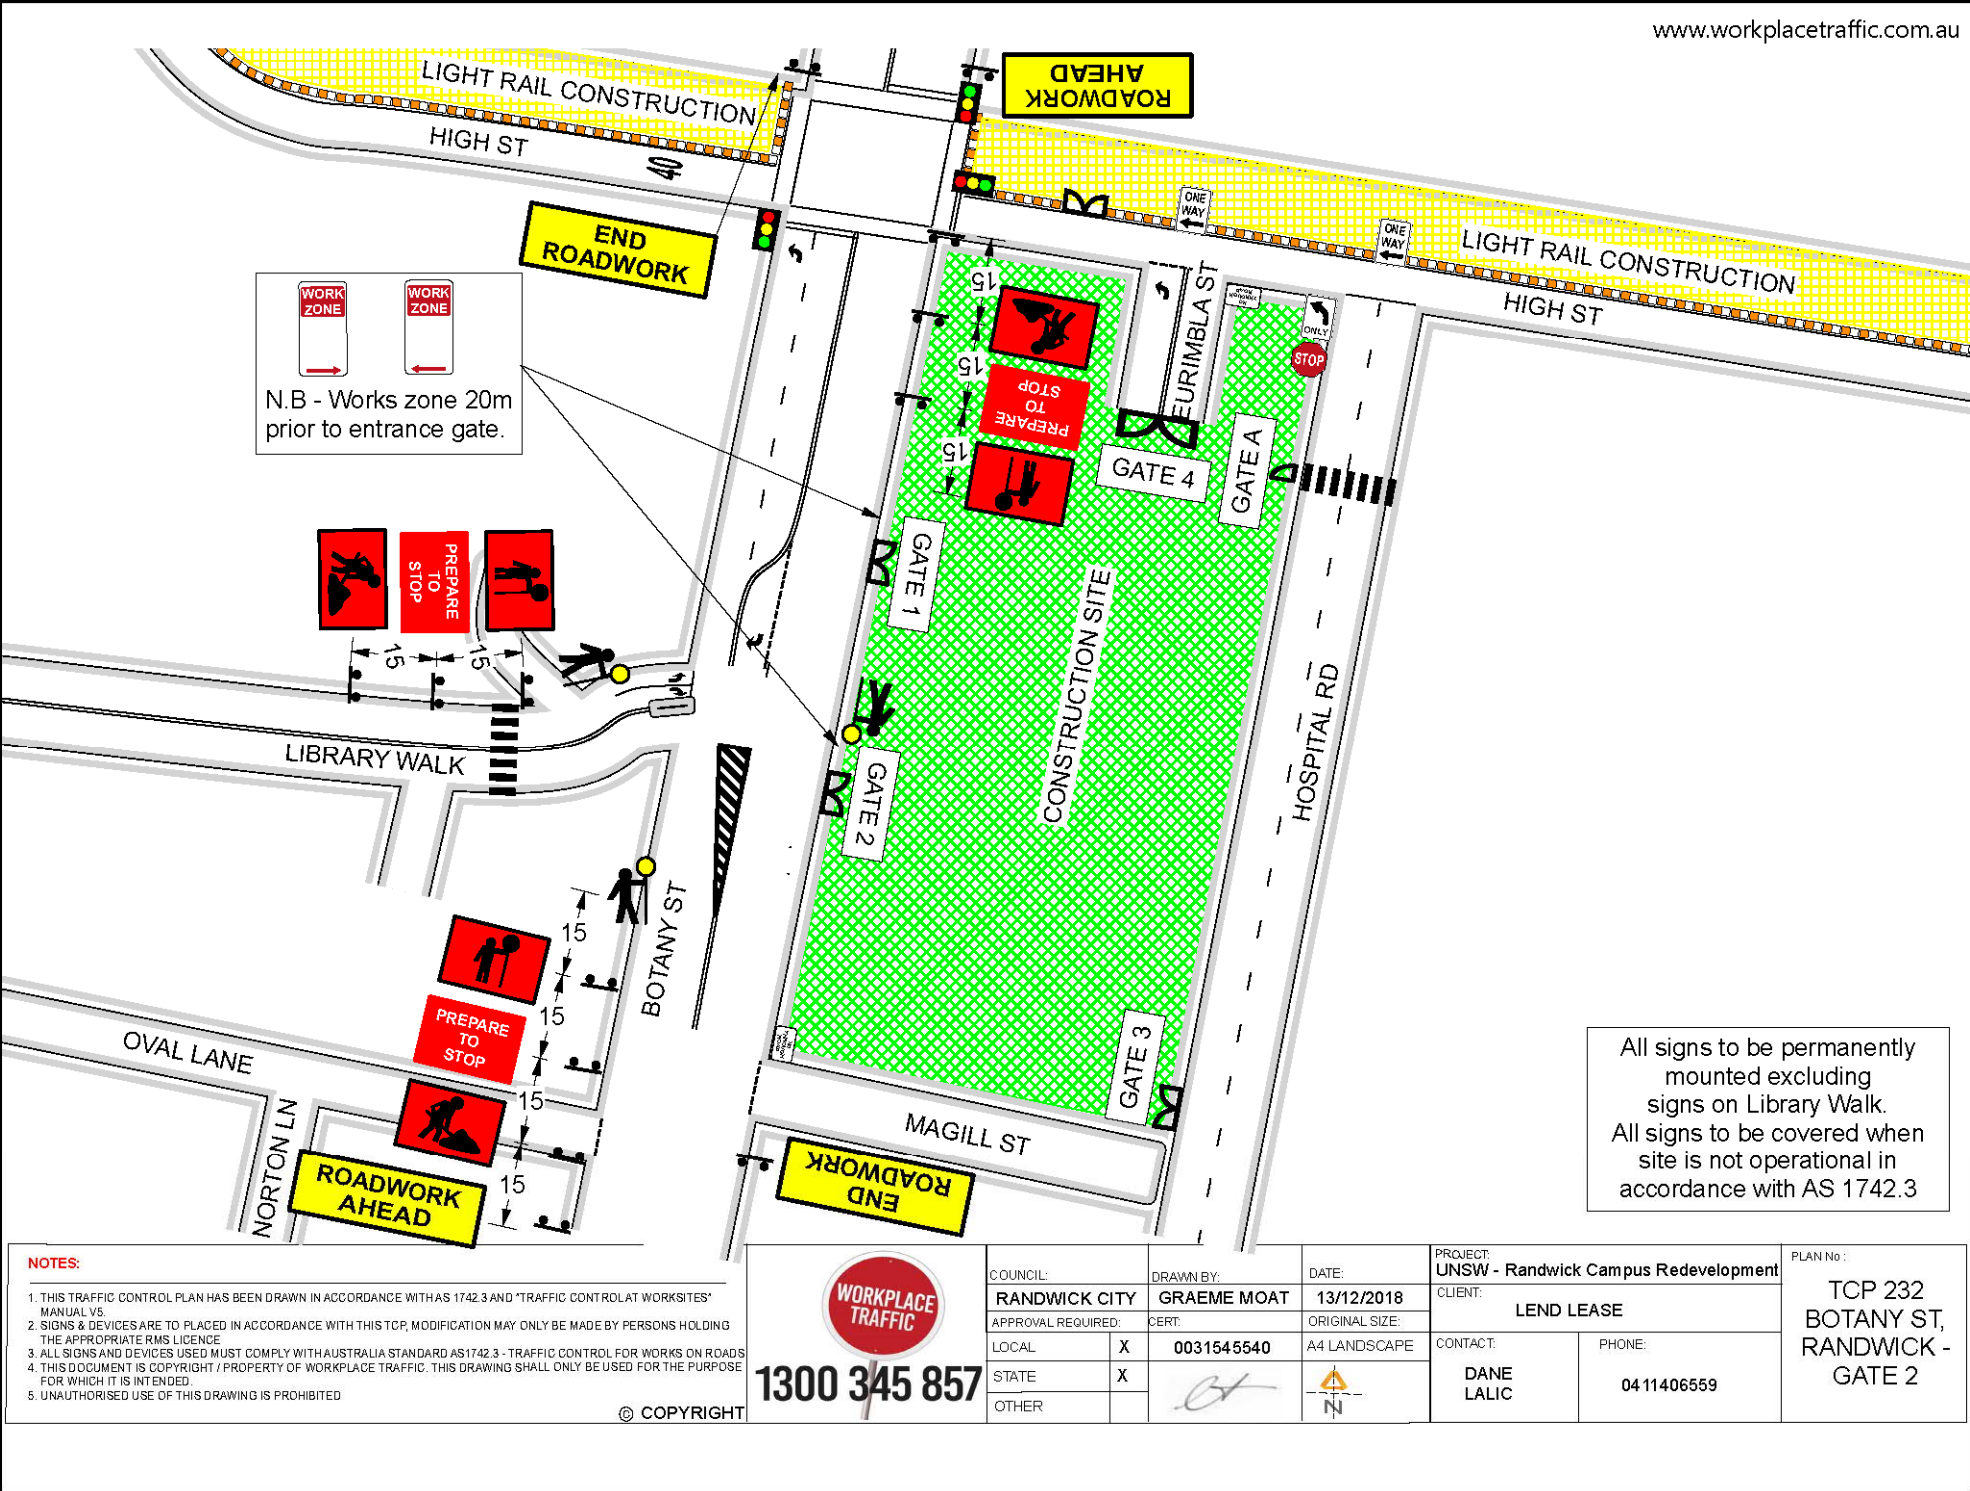 www.workplacetraffic.com.au
ROADWORK
AHEAD
LIGHT RAIL CONSTRUCTION
HIGH ST
40
END
ROADWORK
ONE
WAY
ONE
WAY
LIGHT RAIL CONSTRUCTION
HIGH ST
WORK
ZONE
WORK
ZONE
N.B - Works zone 20m
prior to entrance gate.
15
15
PREPARE
TO
STOP
15
EURIMBLA ST
ONLY
STOP
GATE 4
GATE A
GATE 1
CONSTRUCTION SITE
HOSPITAL RD
PREPARE
TO
STOP
15
15
LIBRARY WALK
GATE 2
BOTANY ST
15
15
PREPARE
TO
STOP
15
15
OVAL LANE
NORTON LN
ROADWORK
AHEAD
GATE 3
MAGILL ST
END
ROADWORK
All signs to be permanently
mounted excluding
signs on Library Walk.
All signs to be covered when
site is not operational in
accordance with AS 1742.3
NOTES:
1. THIS TRAFFIC CONTROL PLAN HAS BEEN DRAWN IN ACCORDANCE WITH AS 1742.3 AND "TRAFFIC CONTROL AT WORKSITES"
MANUAL V5.
2. SIGNS & DEVICES ARE TO PLACED IN ACCORDANCE WITH THIS TCP, MODIFICATION MAY ONLY BE MADE BY PERSONS HOLDING
THE APPROPRIATE RMS LICENCE
3. ALL SIGNS AND DEVICES USED MUST COMPLY WITH AUSTRALIA STANDARD AS1742.3 - TRAFFIC CONTROL FOR WORKS ON ROADS
4. THIS DOCUMENT IS COPYRIGHT / PROPERTY OF WORKPLACE TRAFFIC. THIS DRAWING SHALL ONLY BE USED FOR THE PURPOSE
FOR WHICH IT IS INTENDED.
5. UNAUTHORISED USE OF THIS DRAWING IS PROHIBITED
© COPYRIGHT
WORKPLACE
TRAFFIC
1300 345 857
COUNCIL:
RANDWICK CITY
APPROVAL REQUIRED:
LOCAL X
STATE X
OTHER
DRAWN BY:
GRAEME MOAT
CERT:
0031545540
DATE:
13/12/2018
ORIGINAL SIZE:
A4 LANDSCAPE
N
PROJECT:
UNSW - Randwick Campus Redevelopment
CLIENT:
LEND LEASE
CONTACT:
DANE
LALIC
PHONE:
0411406559
PLAN No :
TCP 232
BOTANY ST,
RANDWICK -
GATE 2